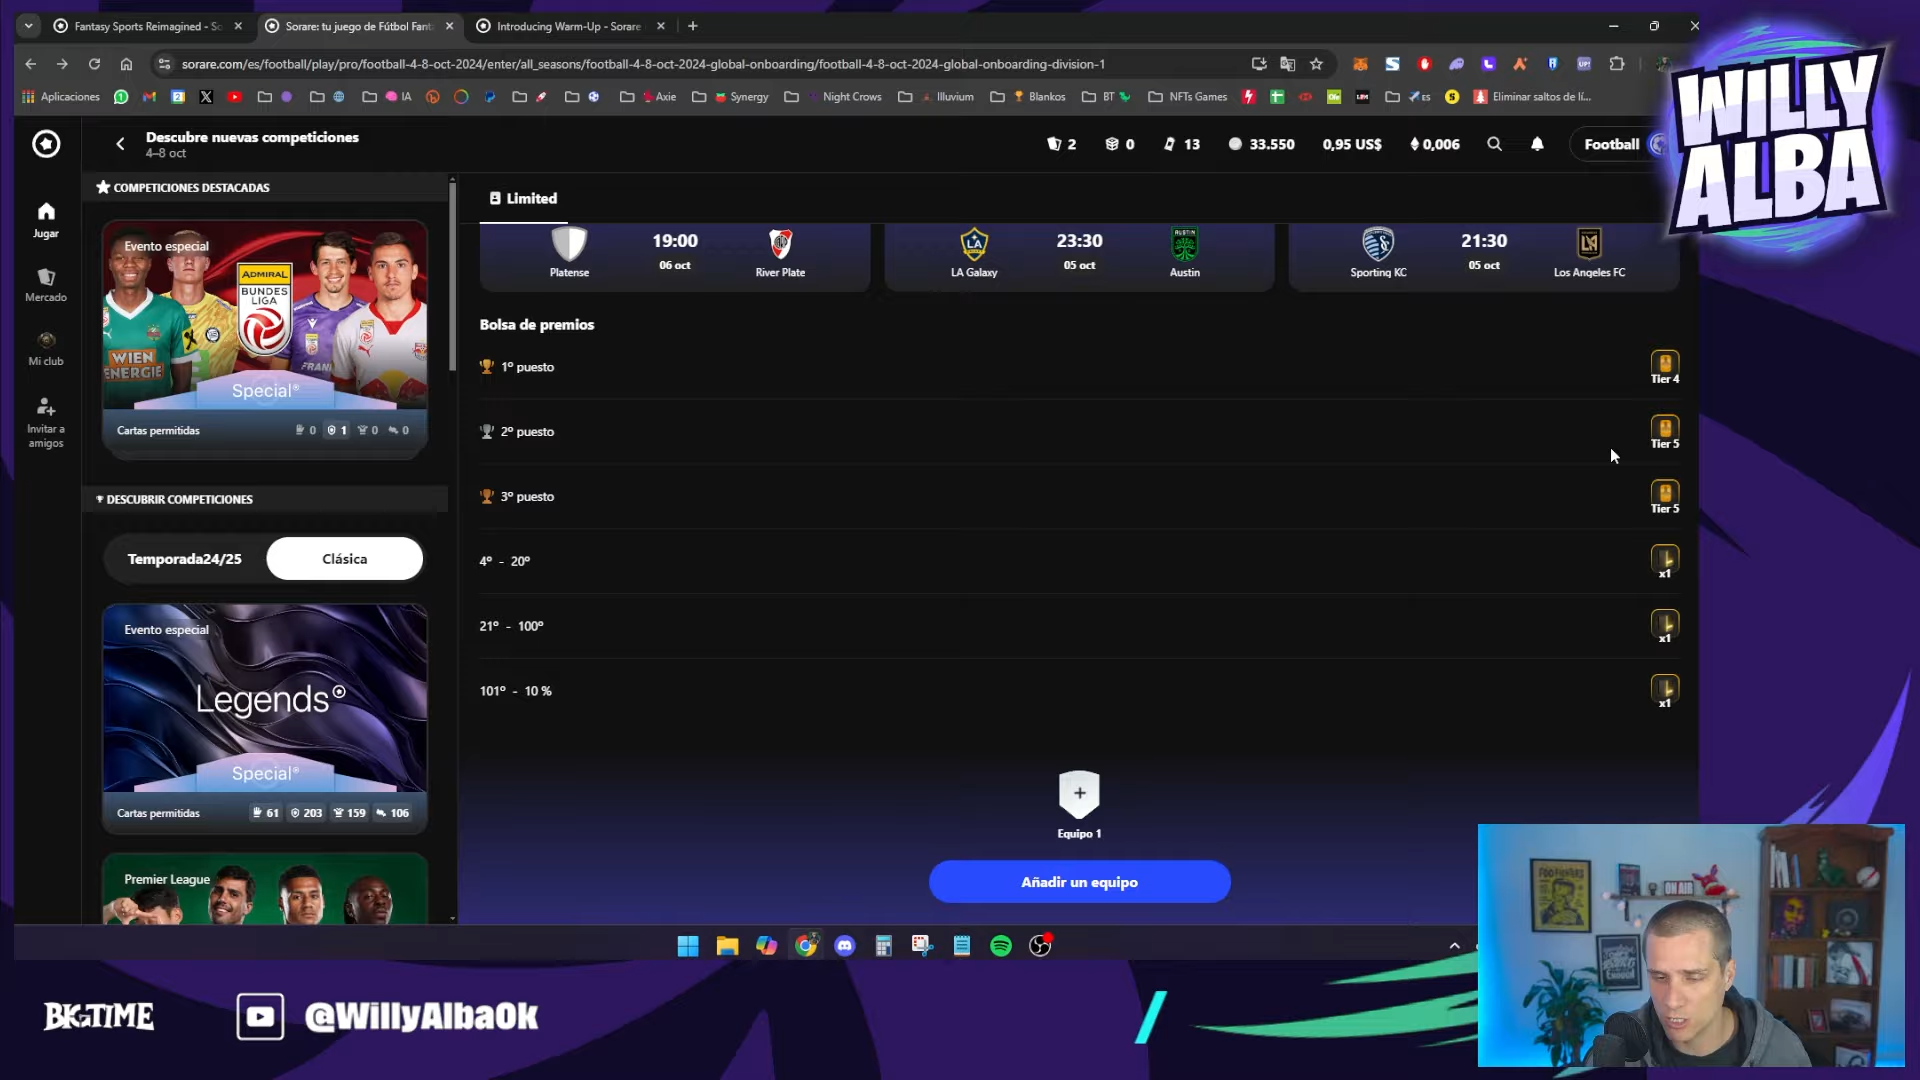 Fantasy Sports Reimagined - So
Sorare: tu juego de Fútbol Fant
Introducing Warm-Up - Sorare
sorare.com/es/football/play/pro/football-4-8-oct-2024/enter/all_seasons/football-4-8-oct-2024-global-onboarding/football-4-8-oct-2024-global-onboarding-division-1
Aplicaciones
IA
Axie
Synergy
Night Crows
Illuvium
Blankos
BT
NFTs Games
ES
Eliminar saltos de lí...
WILLY
ALBA
Descubre nuevas competiciones
4–8 oct
2
0
13
33.550
0,95 US$
0,006
Football
Jugar
Mercado
Mi club
Invitar a
amigos
COMPETICIONES DESTACADAS
Evento especial
ADMIRAL
BUNDES
LIGA
WIEN
ENERGIE
Special
Cartas permitidas
0
1
0
0
DESCUBRIR COMPETICIONES
Temporada24/25
Clásica
Evento especial
Legends
Special
Cartas permitidas
61
203
159
106
Premier League
Limited
Platense
19:00
06 oct
River Plate
LA Galaxy
23:30
05 oct
Austin
Sporting KC
21:30
05 oct
Los Angeles FC
Bolsa de premios
1º puesto
Tier 4
2º puesto
Tier 5
3º puesto
Tier 5
4º - 20º
x1
21º - 100º
x1
101º - 10 %
x1
Equipo 1
Añadir un equipo
FOO FIGHTERS
ON AIR
BIGTIME
@WillyAlbaOk